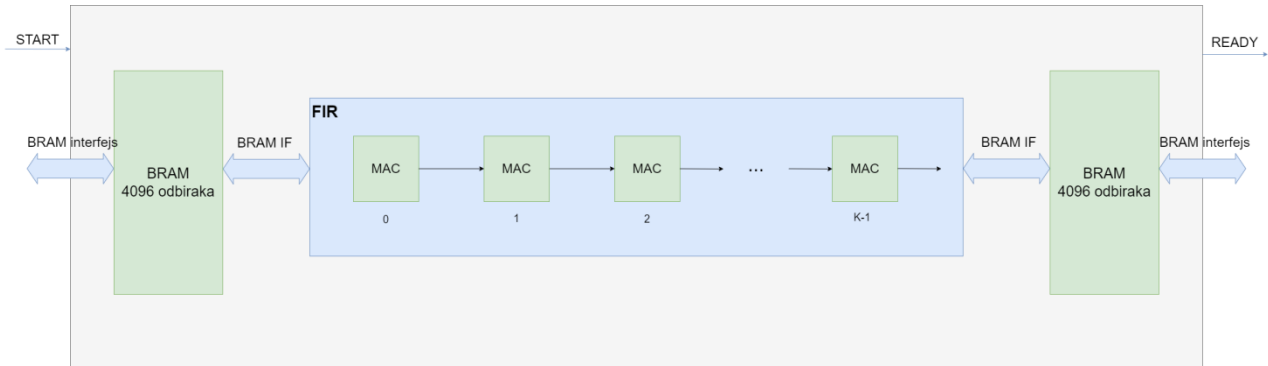 START
READY
FIR
BRAM interfejs
BRAM IF
BRAM IF
BRAM interfejs
BRAM
4096 odbiraka
MAC
MAC
MAC
...
MAC
BRAM
4096 odbiraka
0
1
2
K-1